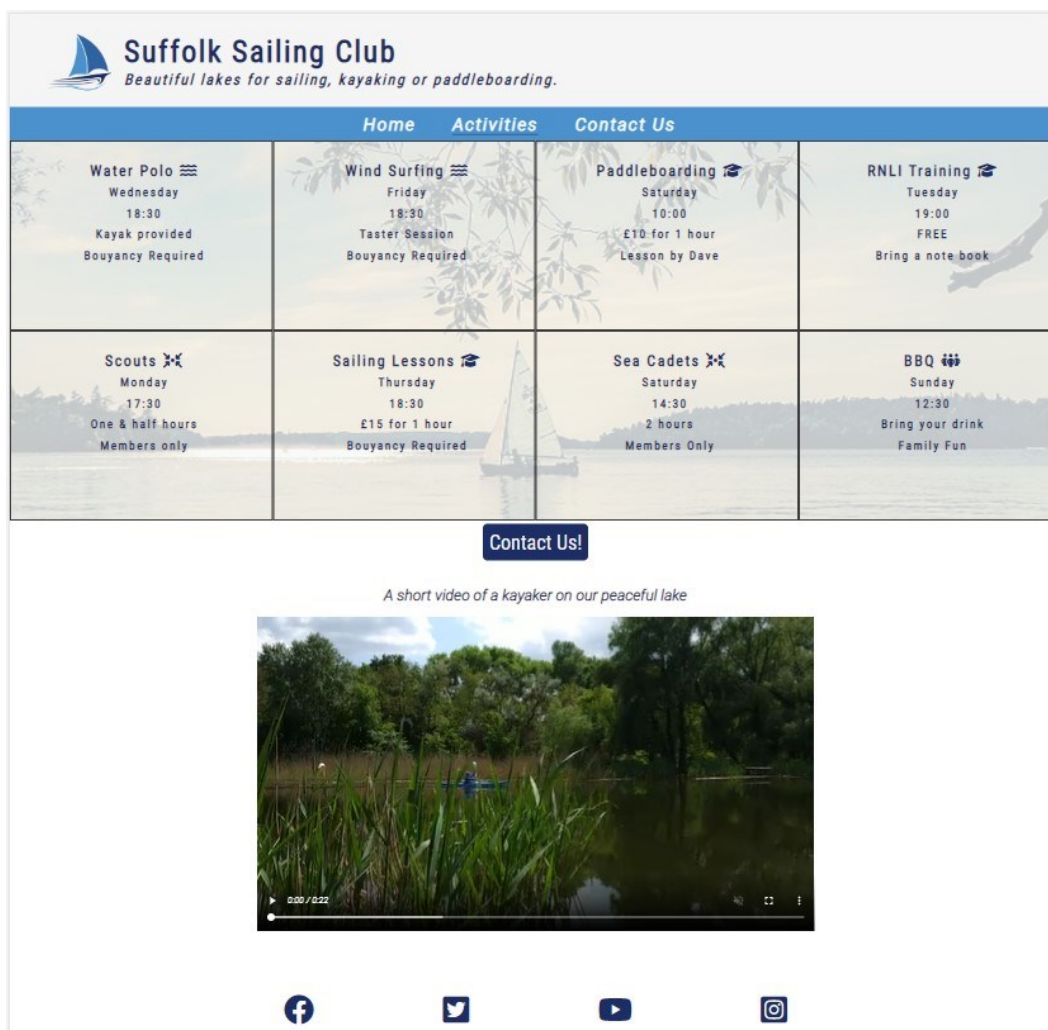 Suffolk Sailing Club
Beautiful lakes for sailing, kayaking or paddleboarding.
Home Activities Contact Us
Water Polo
Wednesday
18:30
Kayak provided
Bouyancy Required
Wind Surfing
Friday
18:30
Taster Session
Bouyancy Required
Paddleboarding
Saturday
10:00
£10 for 1 hour
Lesson by Dave
RNLI Training
Tuesday
19:00
FREE
Bring a note book
Scouts
Monday
17:30
One & half hours
Members only
Sailing Lessons
Thursday
18:30
£15 for 1 hour
Bouyancy Required
Sea Cadets
Saturday
14:30
2 hours
Members Only
BBQ
Sunday
12:30
Bring your drink
Family Fun
Contact Us!
A short video of a kayaker on our peaceful lake
0:00 / 0:22